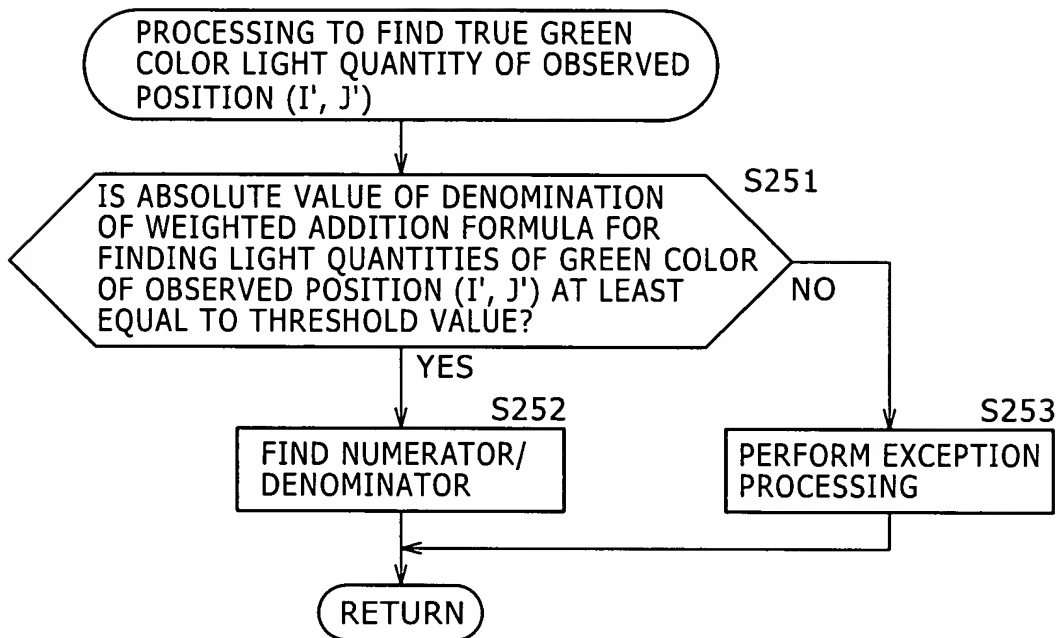 PROCESSING TO FIND TRUE GREEN
COLOR LIGHT QUANTITY OF OBSERVED
POSITION (I', J')
S251
IS ABSOLUTE VALUE OF DENOMINATION
OF WEIGHTED ADDITION FORMULA FOR
FINDING LIGHT QUANTITIES OF GREEN COLOR
OF OBSERVED POSITION (I', J') AT LEAST
EQUAL TO THRESHOLD VALUE?
NO
YES
S252
FIND NUMERATOR/
DENOMINATOR
S253
PERFORM EXCEPTION
PROCESSING
RETURN